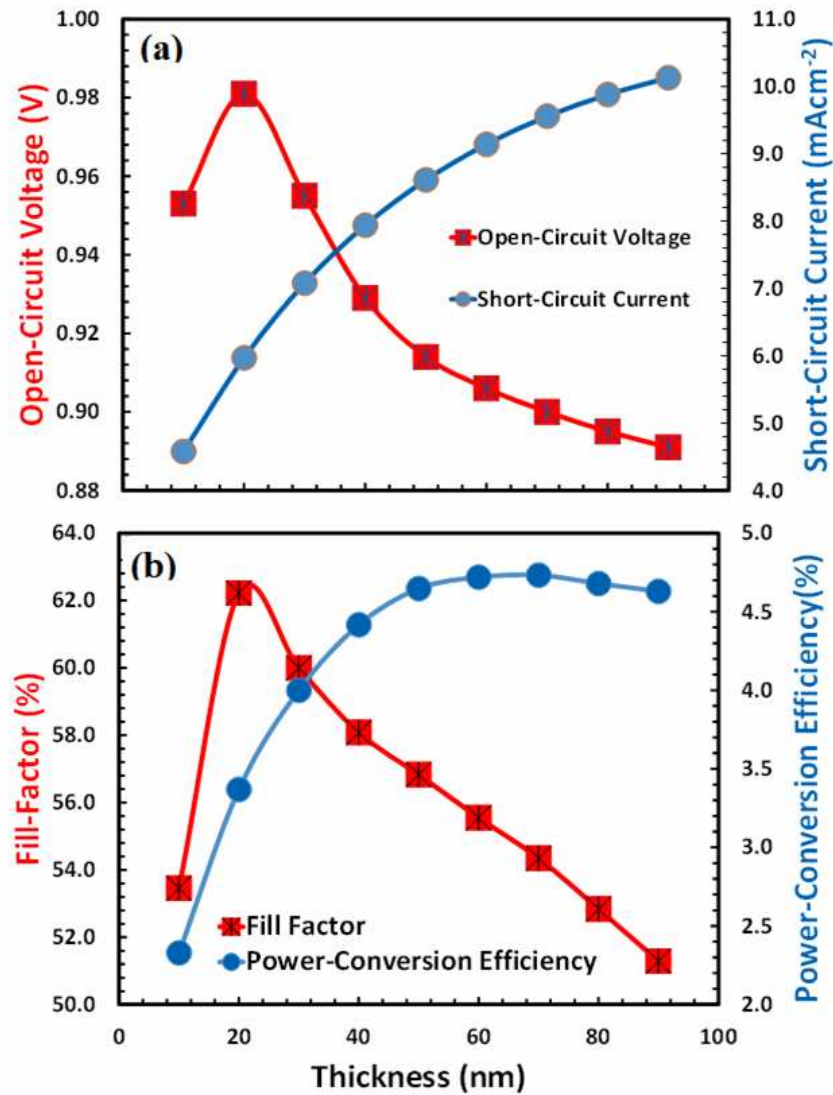 (a)
Open-Circuit Voltage (V)
1.00
0.98
0.96
0.94
0.92
0.90
0.88
11.0
10.0
9.0
8.0
7.0
6.0
5.0
4.0
Short-Circuit Current (mAcm⁻²)
Open-Circuit Voltage
Short-Circuit Current
(b)
Fill-Factor (%)
64.0
62.0
60.0
58.0
56.0
54.0
52.0
50.0
5.0
4.5
4.0
3.5
3.0
2.5
2.0
Power-Conversion Efficiency(%)
Fill Factor
Power-Conversion Efficiency
0 20 40 60 80 100
Thickness (nm)